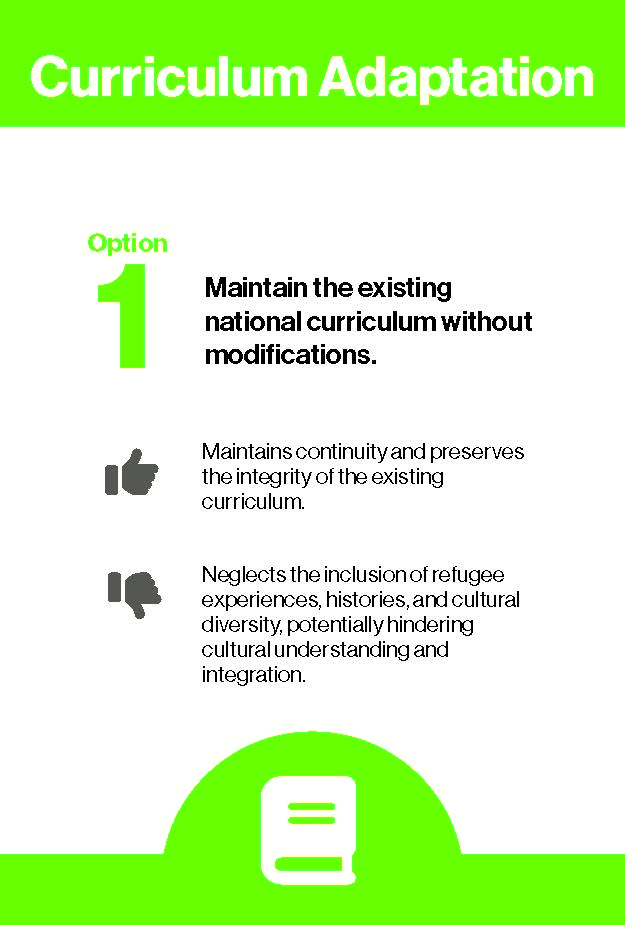 Curriculum Adaptation
Option
1
Maintain the existing
national curriculum without
modifications.
Maintains continuity and preserves
the integrity of the existing
curriculum.
Neglects the inclusion of refugee
experiences, histories, and cultural
diversity, potentially hindering
cultural understanding and
integration.